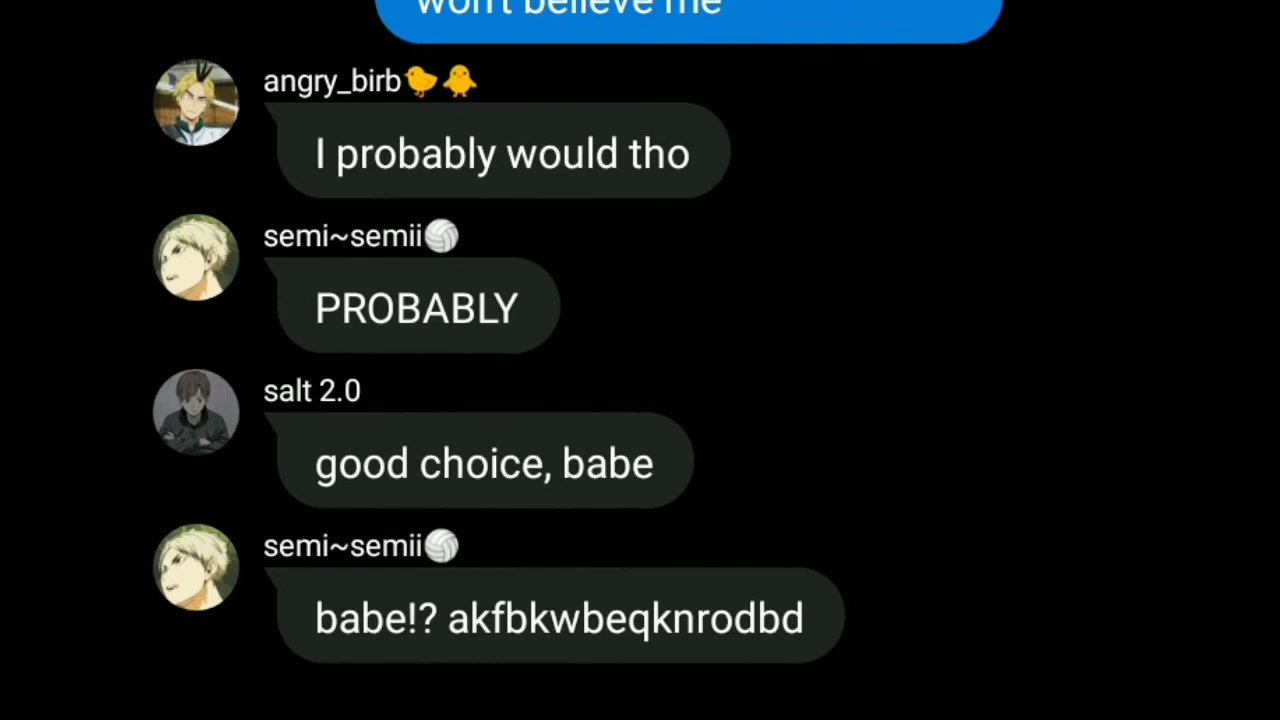 won't believe me
angry_birb🐤🐥
I probably would tho
semi~semii🏐
PROBABLY
salt 2.0
good choice, babe
semi~semii🏐
babe!? akfbkwbeqknrodbd